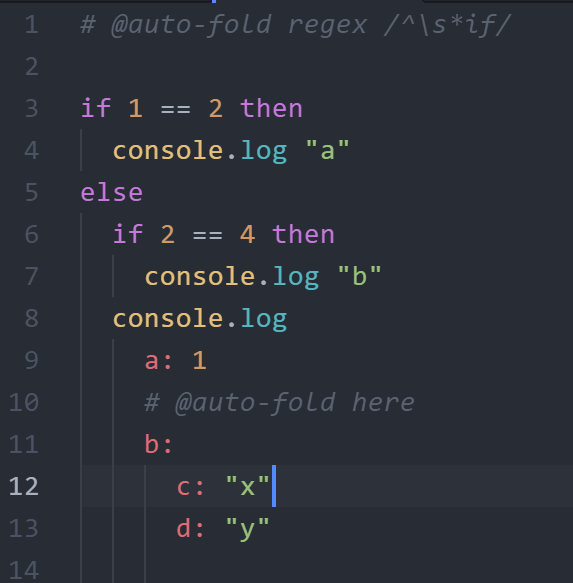 1 # @auto-fold regex /^\s*if/
2
3 if 1 == 2 then
4 console.log "a"
5 else
6 if 2 == 4 then
7 console.log "b"
8 console.log
9 a: 1
10 # @auto-fold here
11 b:
12 c: "x"
13 d: "y"
14